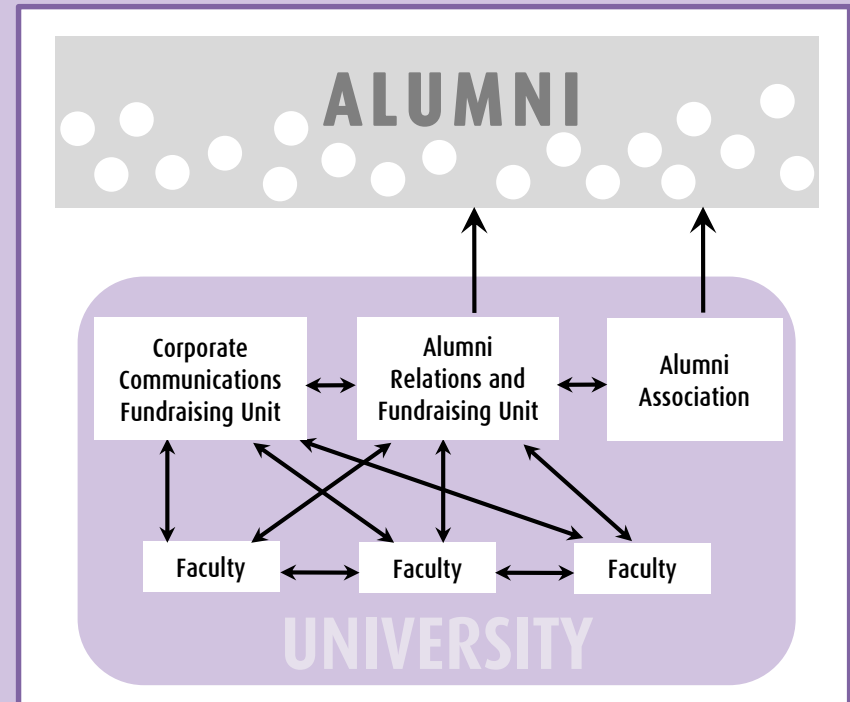 ALUMNI
Corporate
Communications
Fundraising Unit
Alumni
Relations and
Fundraising Unit
Alumni
Association
Faculty
Faculty
Faculty
UNIVERSITY